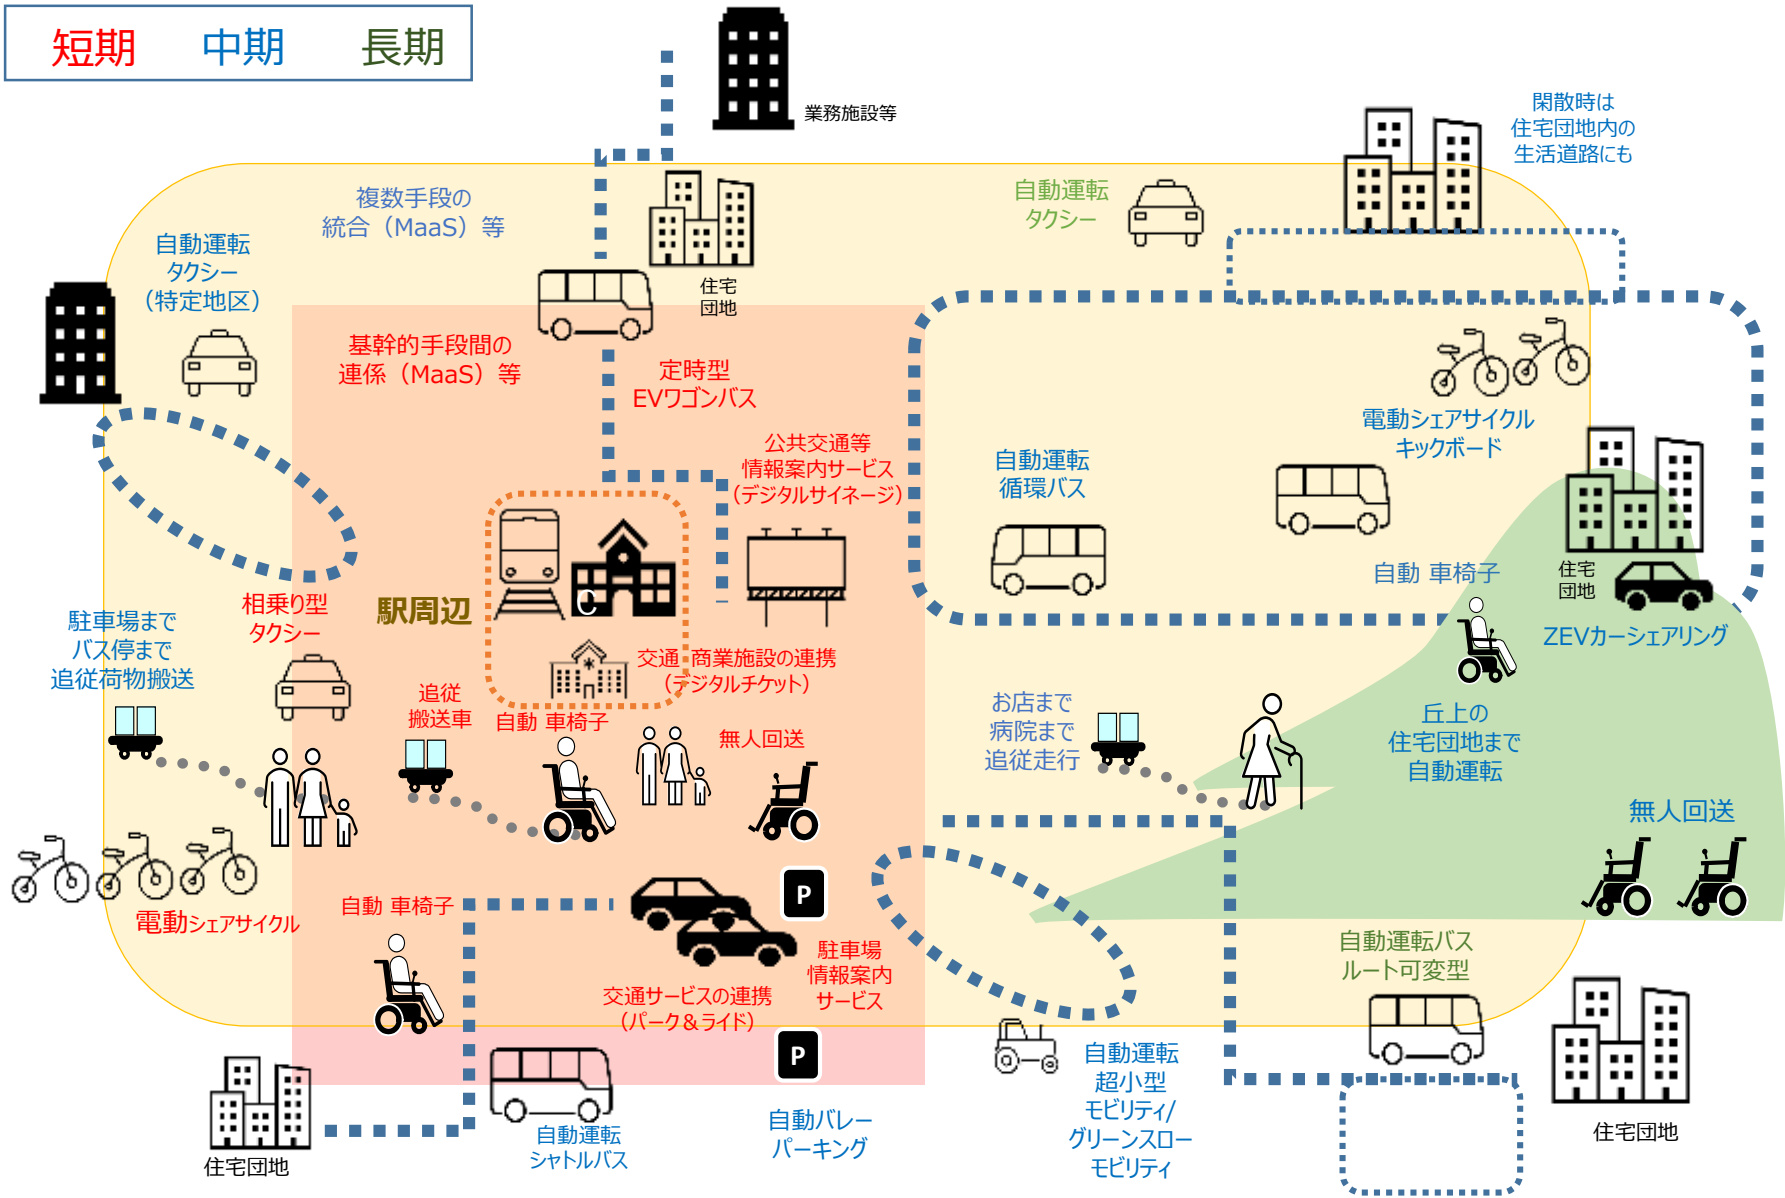 短期 中期 長期
業務施設等
閑散時は
住宅団地内の
生活道路にも
複数手段の
統合（MaaS）等
自動運転
タクシー
自動運転
タクシー
（特定地区）
住宅
団地
基幹的手段間の
連係（MaaS）等
定時型
EVワゴンバス
公共交通等
情報案内サービス
（デジタルサイネージ）
自動運転
循環バス
電動シェアサイクル
キックボード
自動 車椅子
住宅
団地
ZEVカーシェアリング
駅周辺
C
相乗り型
タクシー
駐車場まで
バス停まで
追従荷物搬送
交通 商業施設の連携
（デジタルチケット）
追従
搬送車
自動 車椅子
無人回送
お店まで
病院まで
追従走行
丘上の
住宅団地まで
自動運転
無人回送
電動シェアサイクル
自動 車椅子
P
駐車場
情報案内
サービス
交通サービスの連携
（パーク＆ライド）
P
自動運転バス
ルート可変型
自動運転
超小型
モビリティ/
グリーンスロー
モビリティ
自動バレー
パーキング
自動運転
シャトルバス
住宅団地
住宅団地